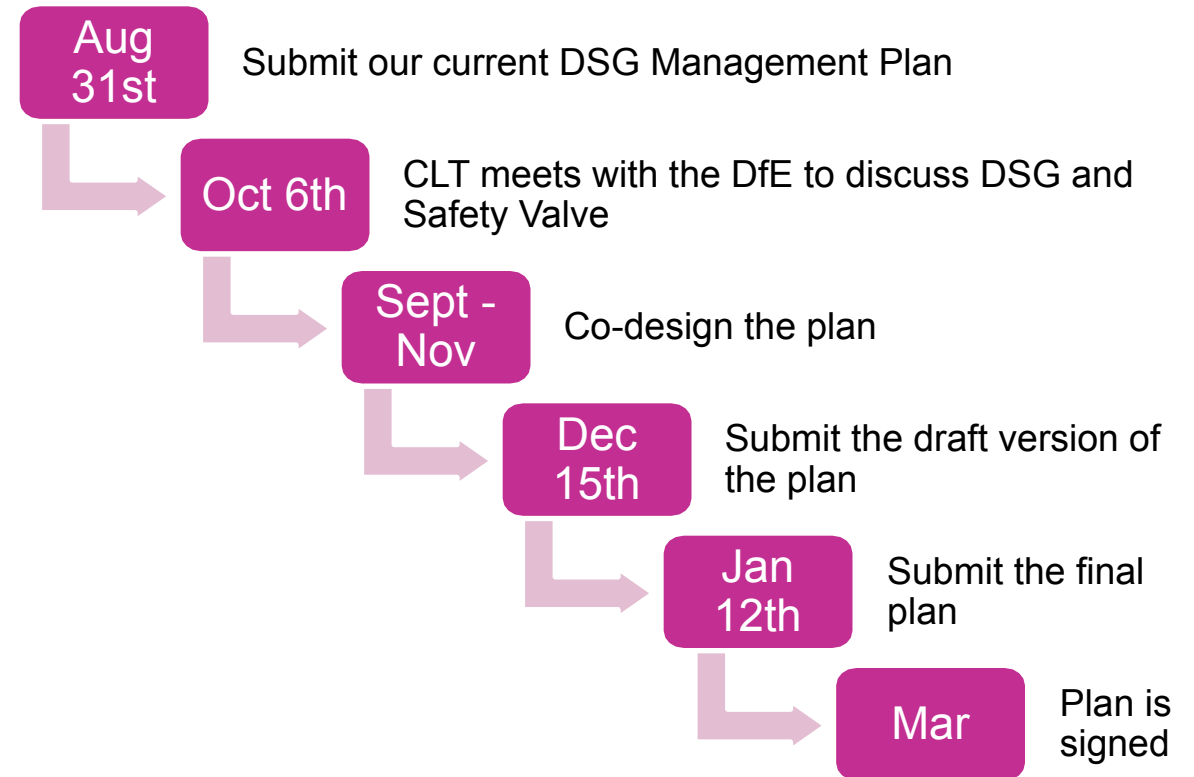 Aug
31st
Submit our current DSG Management Plan
Oct 6th
CLT meets with the DfE to discuss DSG and
Safety Valve
Sept -
Nov
Co-design the plan
Dec
15th
Submit the draft version of
the plan
Jan
12th
Submit the final
plan
Mar
Plan is
signed